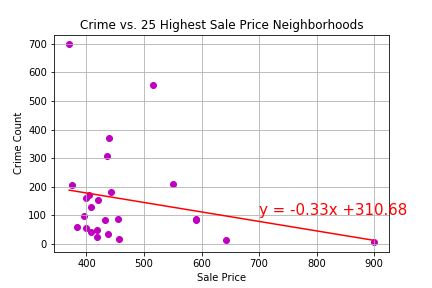 Crime vs. 25 Highest Sale Price Neighborhoods
700
600
500
400
300
200
100
0
Crime Count
y = -0.33x +310.68
400 500 600 700 800 900
Sale Price